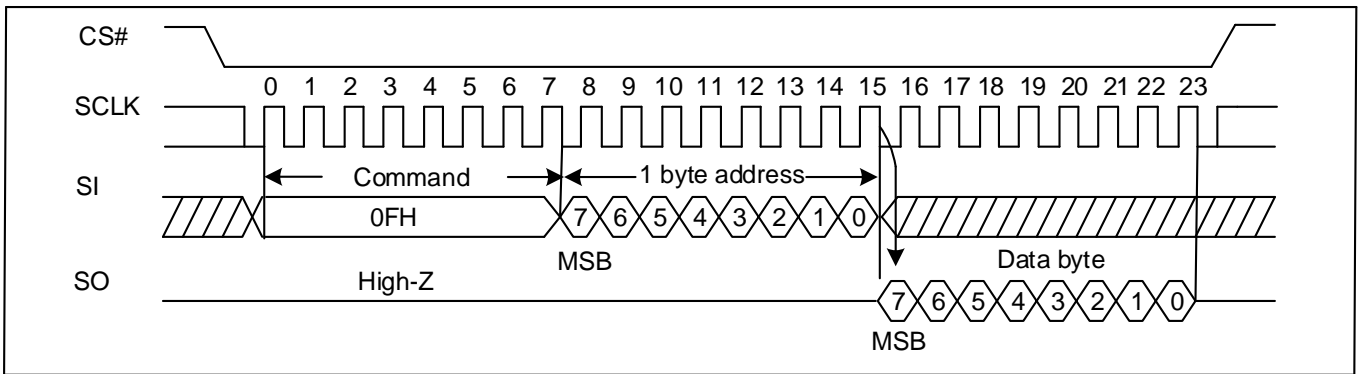 CS#
0 1 2 3 4 5 6 7 8 9 10 11 12 13 14 15 16 17 18 19 20 21 22 23
SCLK
Command 1 byte address
SI
0FH 7 6 5 4 3 2 1 0
MSB Data byte
SO High-Z
7 6 5 4 3 2 1 0
MSB